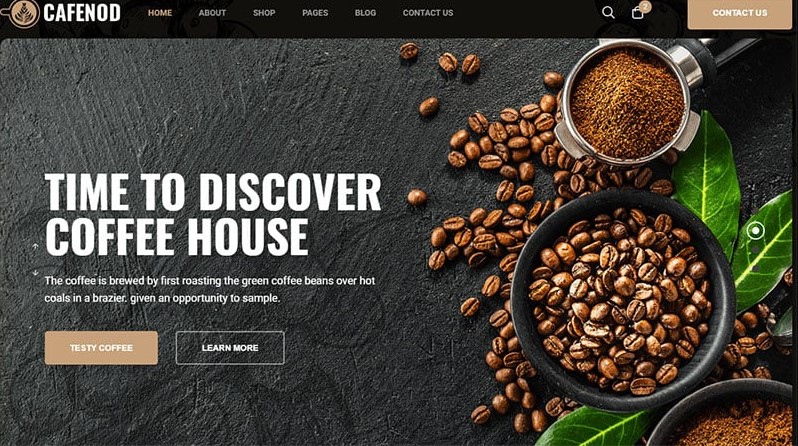 CAFENOD
HOME ABOUT SHOP PAGES BLOG CONTACT US
2
CONTACT US
TIME TO DISCOVER
COFFEE HOUSE
The coffee is brewed by first roasting the green coffee beans over hot
coals in a brazier. given an opportunity to sample.
TESTY COFFEE LEARN MORE